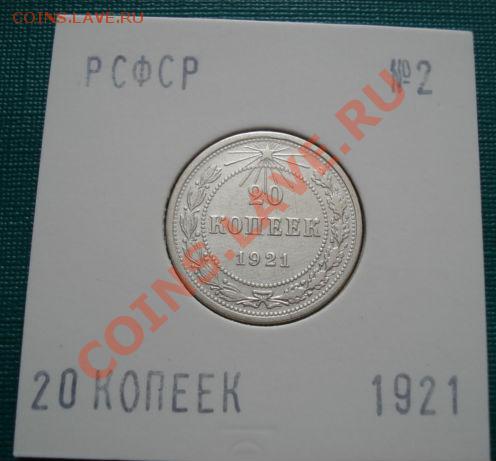 COINS.LAVE.RU
РСФСР №2
20
КОПЕЕК
1921
COINS.LAVE.RU
20 КОПЕЕК 1921